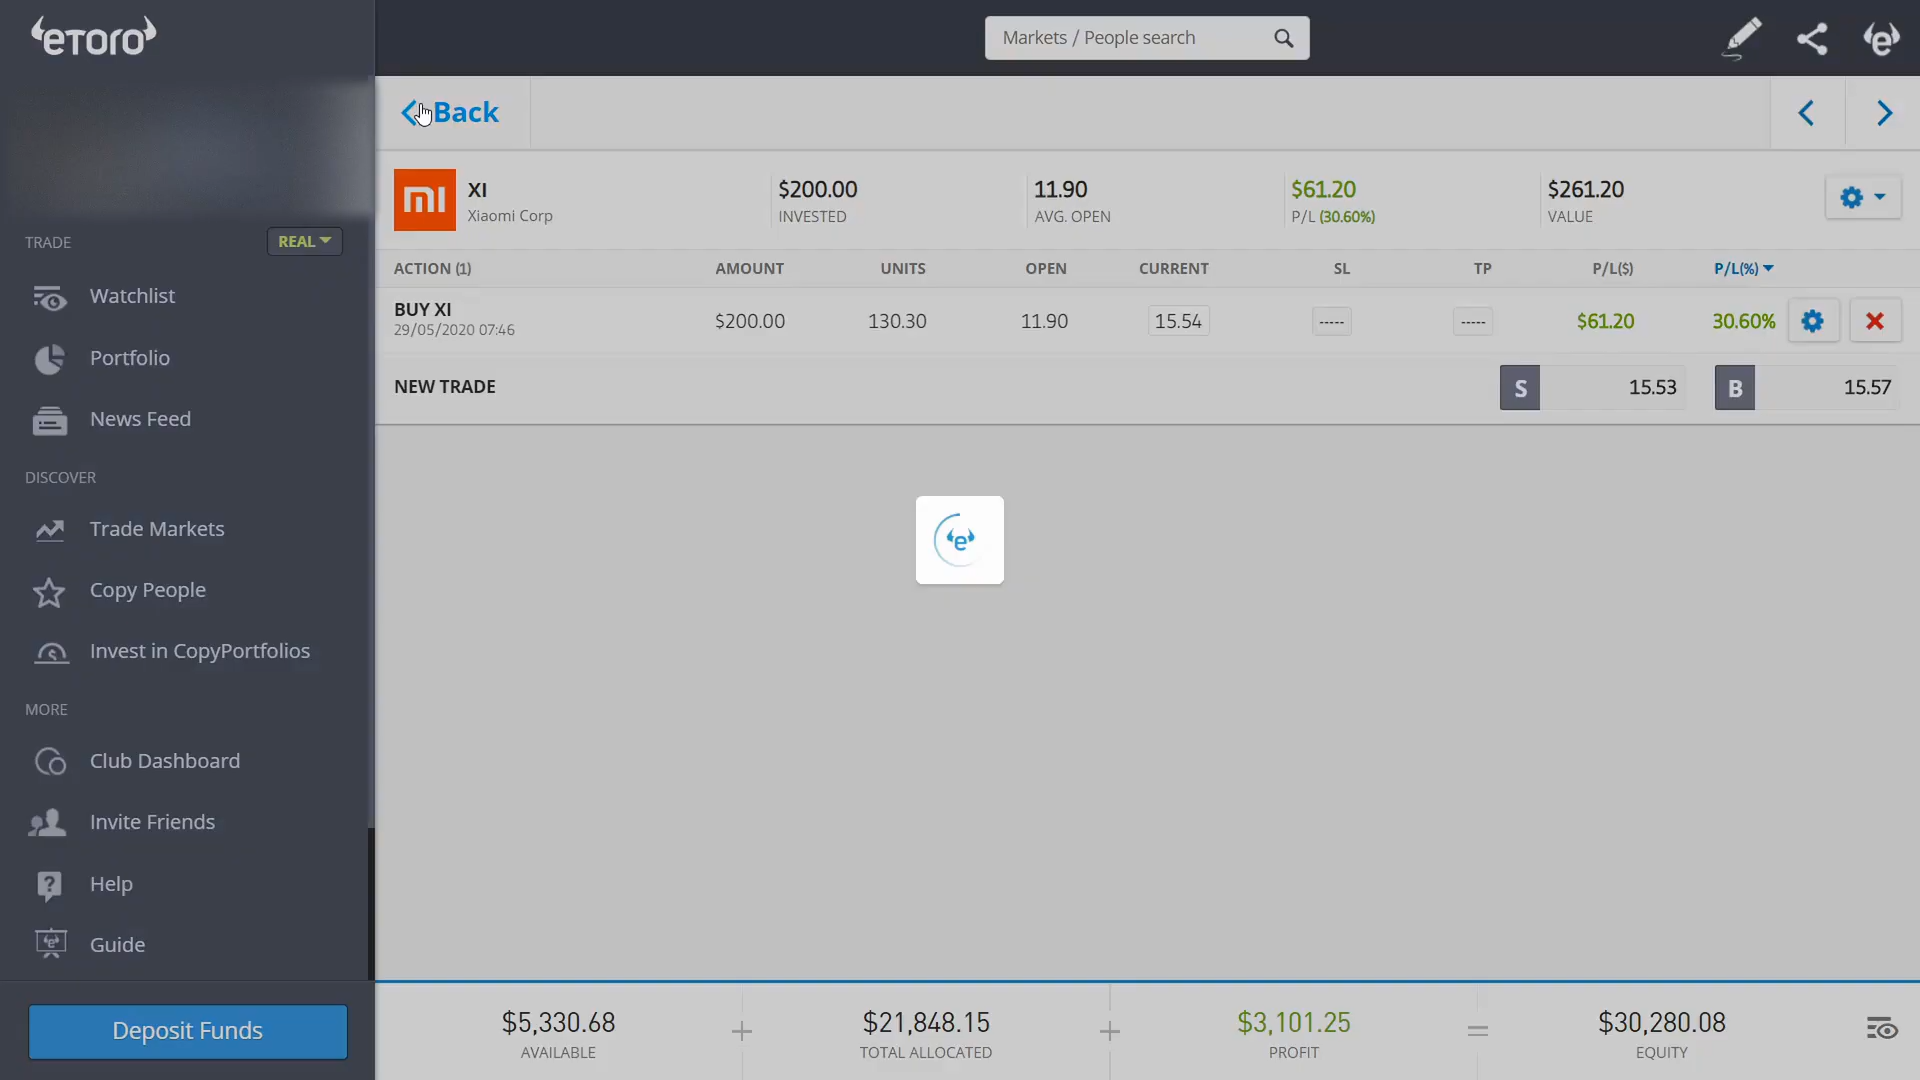 eToro
Markets / People search
Back
TRADE
REAL
Watchlist
Portfolio
News Feed
DISCOVER
Trade Markets
Copy People
Invest in CopyPortfolios
MORE
Club Dashboard
Invite Friends
Help
Guide
Deposit Funds
XI
Xiaomi Corp
$200.00
INVESTED
11.90
AVG. OPEN
$61.20
P/L (30.60%)
$261.20
VALUE
ACTION (1) AMOUNT UNITS OPEN CURRENT SL TP P/L($) P/L(%)
BUY XI
29/05/2020 07:46
$200.00 130.30 11.90 15.54 ----- ----- $61.20 30.60%
NEW TRADE S 15.53 B 15.57
e
$5,330.68 + $21,848.15 + $3,101.25 = $30,280.08
AVAILABLE TOTAL ALLOCATED PROFIT EQUITY